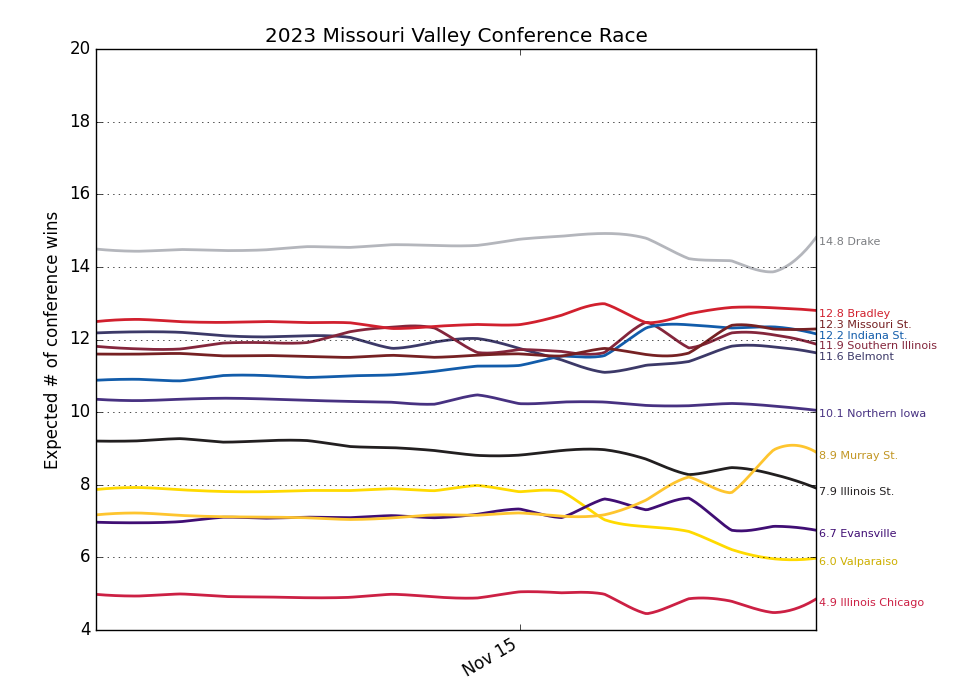 2023 Missouri Valley Conference Race
Expected # of conference wins
20
18
16
14
12
10
8
6
4
Nov 15
14.8 Drake
12.8 Bradley
12.3 Missouri St.
12.2 Indiana St.
11.9 Southern Illinois
11.6 Belmont
10.1 Northern Iowa
8.9 Murray St.
7.9 Illinois St.
6.7 Evansville
6.0 Valparaiso
4.9 Illinois Chicago